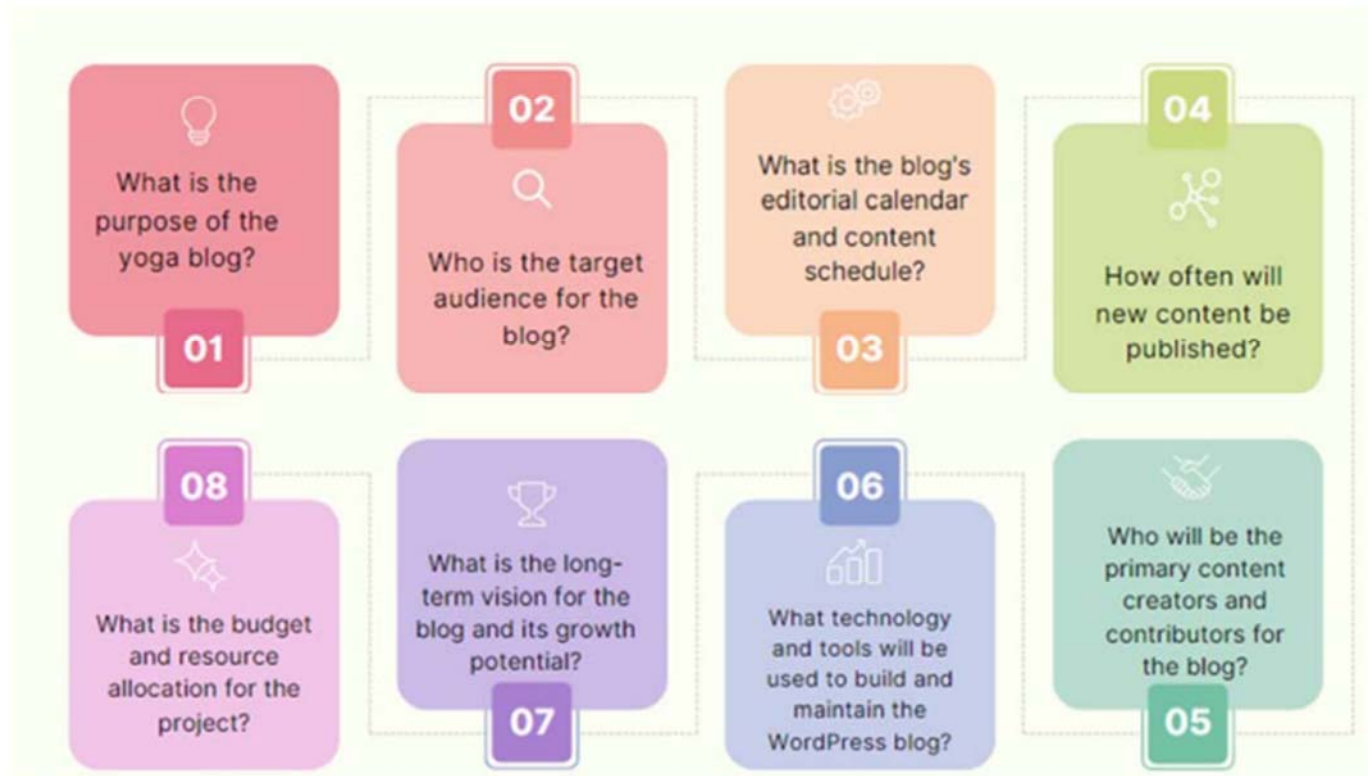 What is the
purpose of the
yoga blog?
01
02
Who is the target
audience for the
blog?
What is the blog's
editorial calendar
and content
schedule?
03
04
How often will
new content be
published?
Who will be the
primary content
creators and
contributors for
the blog?
05
06
What technology
and tools will be
used to build and
maintain the
WordPress blog?
What is the long-
term vision for the
blog and its growth
potential?
07
08
What is the budget
and resource
allocation for the
project?